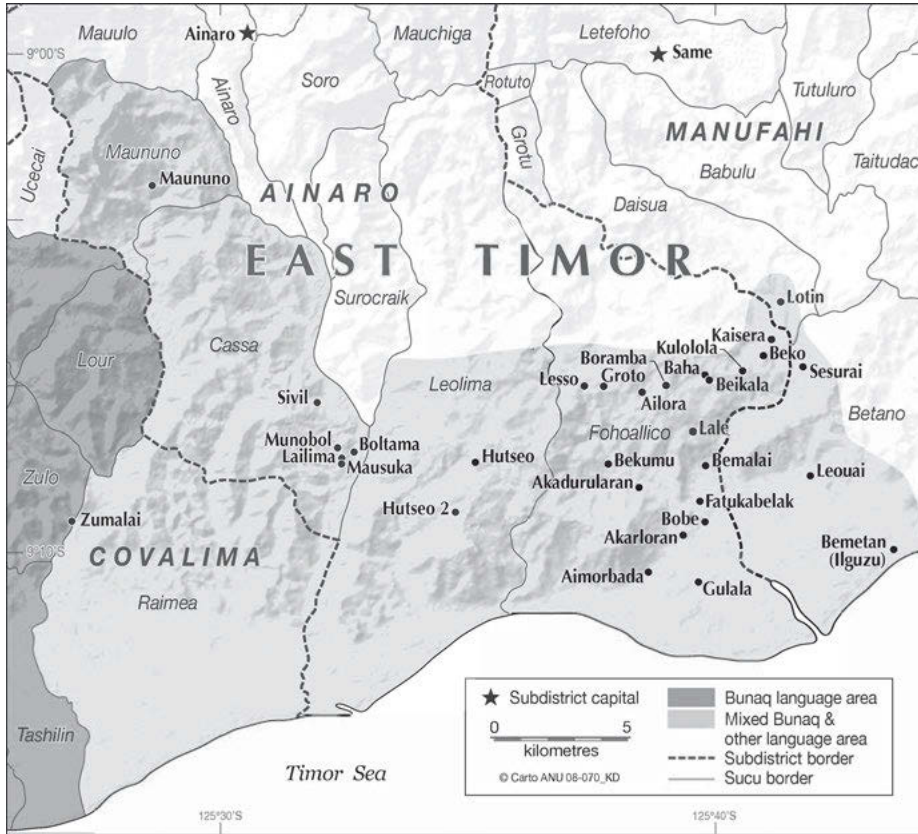 Mauulo
Ainaro
Mauchiga
Letefoho
9°00'S
Same
Ainaro
Soro
Rotuto
Tutuluro
Ucecai
Maununo
Grotu
MANUFAHI
Maununo
Babulu
Taitudac
AINARO
Daisua
EAST TIMOR
Surocraik
Lotin
Lour
Cassa
Kaisera
Kulolola
Beko
Boramba
Baha
Sesurai
Leolima
Lesso
Groto
Beikala
Ailora
Sivil
Betano
Fohoallico
Lale
Munobol
Boltama
Lailima
Mausuka
Hutseo
Bekumu
Bemalai
Leouai
Zulo
Akadurularan
Hutseo 2
Fatukabelak
Zumalai
Bobe
Akarloran
9°10'S
COVALIMA
Bemetan
(Ilguzu)
Aimorbada
Gulala
Raimea
Tashilin
Timor Sea
Subdistrict capital
0 5
kilometres
© Carto ANU 08-070_KD
Bunaq language area
Mixed Bunaq &
other language area
Subdistrict border
Sucu border
125°30'S
125°40'S